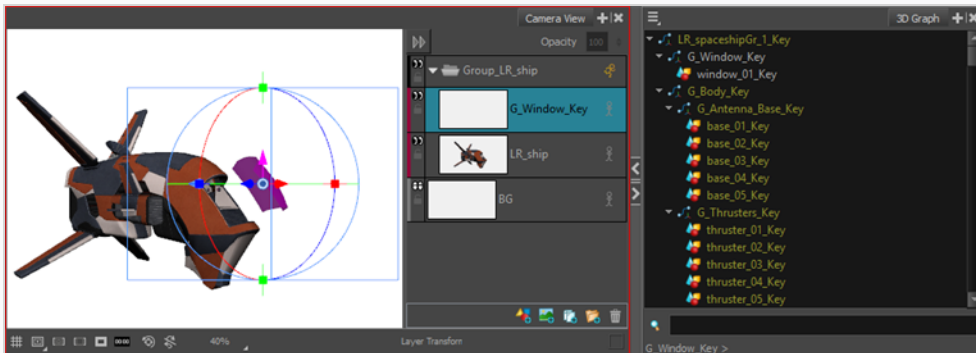 Camera View
3D Graph
Opacity 100
LR_spaceshipGr_1_Key
Group_LR_ship
G_Window_Key
window_01_Key
G_Body_Key
G_Window_Key
G_Antenna_Base_Key
base_01_Key
base_02_Key
LR_ship
base_03_Key
base_04_Key
base_05_Key
BG
G_Thrusters_Key
thruster_01_Key
thruster_02_Key
thruster_03_Key
thruster_04_Key
thruster_05_Key
40%
Layer Transform
G_Window_Key >